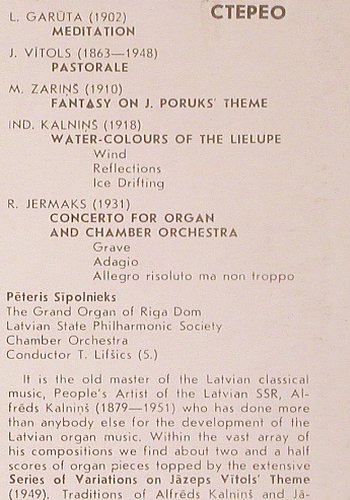 СТЕРЕО
L. GARŪTA (1902)
MEDITATION
J. VĪTOLS (1863—1948)
PASTORALE
M. ZARIŅŠ (1910)
FANTASY ON J. PORUKS' THEME
IND. KALNIŅŠ (1918)
WATER-COLOURS OF THE LIELUPE
Wind
Reflections
Ice Drifting
R. JERMAKS (1931)
CONCERTO FOR ORGAN
AND CHAMBER ORCHESTRA
Grave
Adagio
Allegro risoluto ma non troppo
Pēteris Sīpolnieks
The Grand Organ of Riga Dom
Latvian State Philharmonic Society
Chamber Orchestra
Conductor T. Lifšics (5.)
It is the old master of the Latvian classical
music, People's Artist of the Latvian SSR, Al-
frēds Kalniņš (1879—1951) who has done more
than anybody else for the development of the
Latvian organ music. Within the vast array of
his compositions we find about two and a half
scores of organ pieces topped by the extensive
Series of Variations on Jāzeps Vītols' Theme
(1949). Traditions of Alfrēds Kalniņš and Jā-